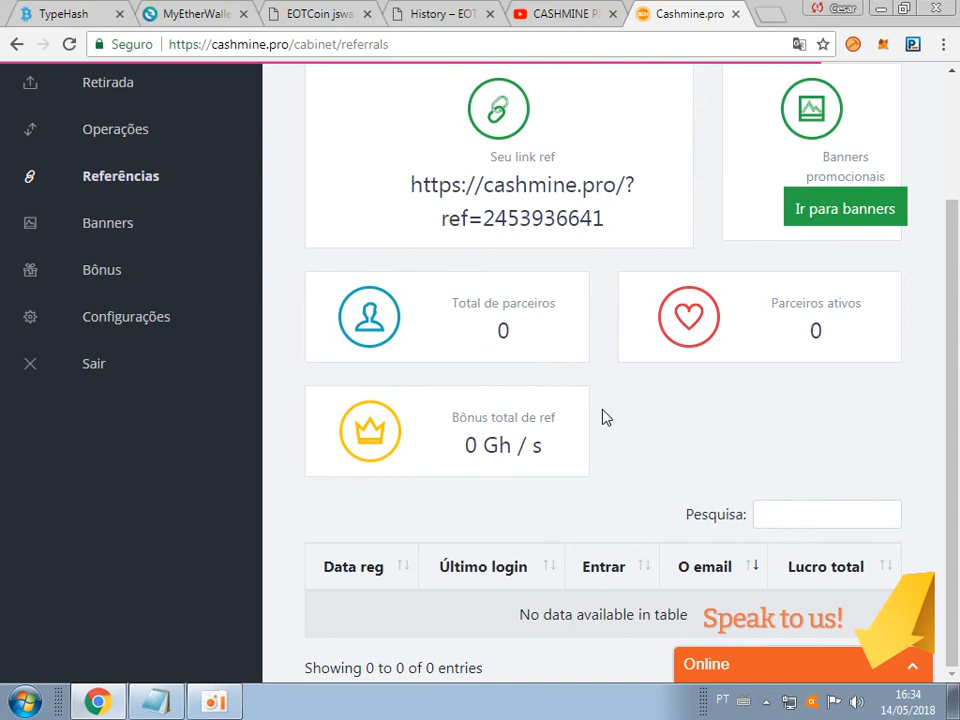 TypeHash
MyEtherWalle
EOTCoin jswa
History – EOT
CASHMINE P
Cashmine.pro
Cesar
Seguro
https://cashmine.pro/cabinet/referrals
Retirada
Operações
Referências
Banners
Bônus
Configurações
Sair
Seu link ref
https://cashmine.pro/?
ref=2453936641
Banners
promocionais
Ir para banners
Total de parceiros
0
Parceiros ativos
0
Bônus total de ref
0 Gh / s
Pesquisa:
Data reg
Último login
Entrar
O email
Lucro total
No data available in table
Speak to us!
Showing 0 to 0 of 0 entries
Online
PT
16:34
14/05/2018